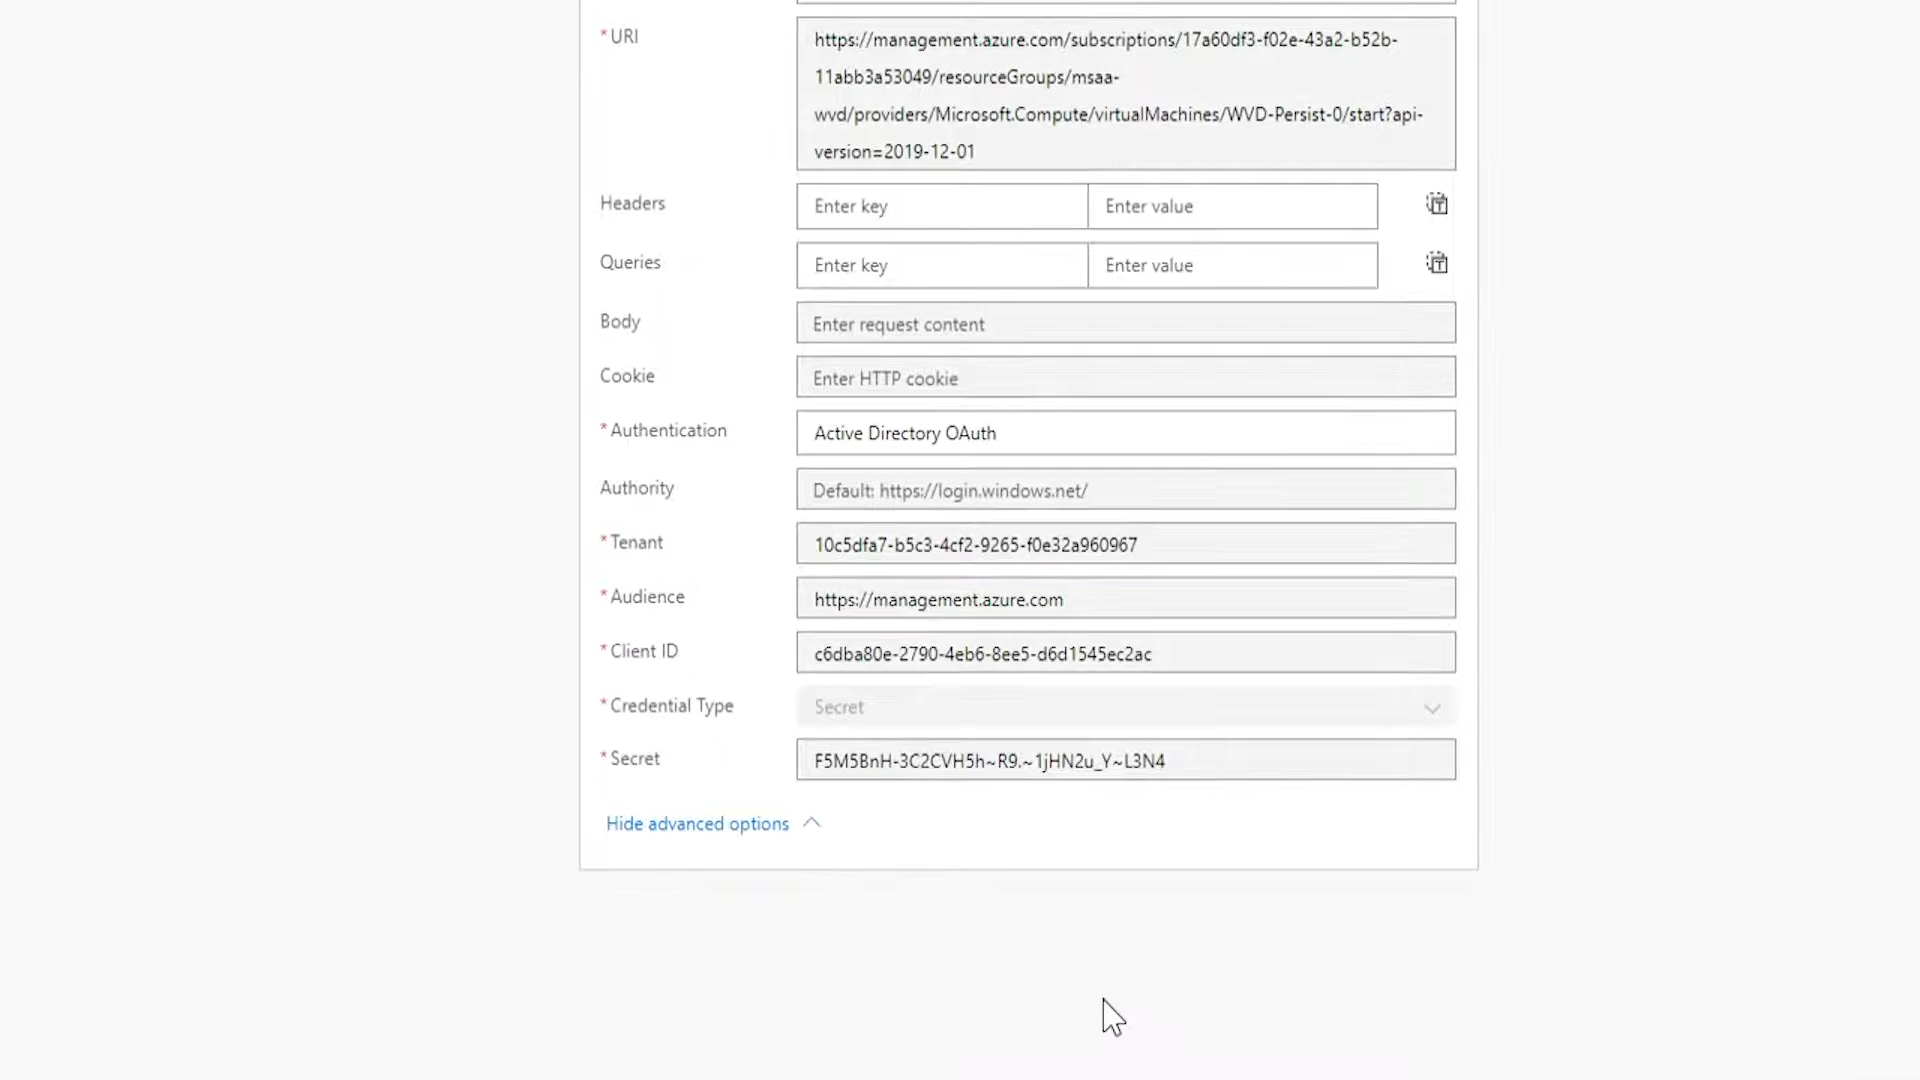 * URI
https://management.azure.com/subscriptions/17a60df3-f02e-43a2-b52b-
11abb3a53049/resourceGroups/msaa-
wvd/providers/Microsoft.Compute/virtualMachines/WVD-Persist-0/start?api-
version=2019-12-01
Headers Enter key Enter value
Queries Enter key Enter value
Body Enter request content
Cookie Enter HTTP cookie
* Authentication Active Directory OAuth
Authority Default: https://login.windows.net/
* Tenant 10c5dfa7-b5c3-4cf2-9265-f0e32a960967
* Audience https://management.azure.com
* Client ID c6dba80e-2790-4eb6-8ee5-d6d1545ec2ac
* Credential Type Secret
* Secret F5M5BnH-3C2CVH5h~R9.~1jHN2u_Y~L3N4
Hide advanced options